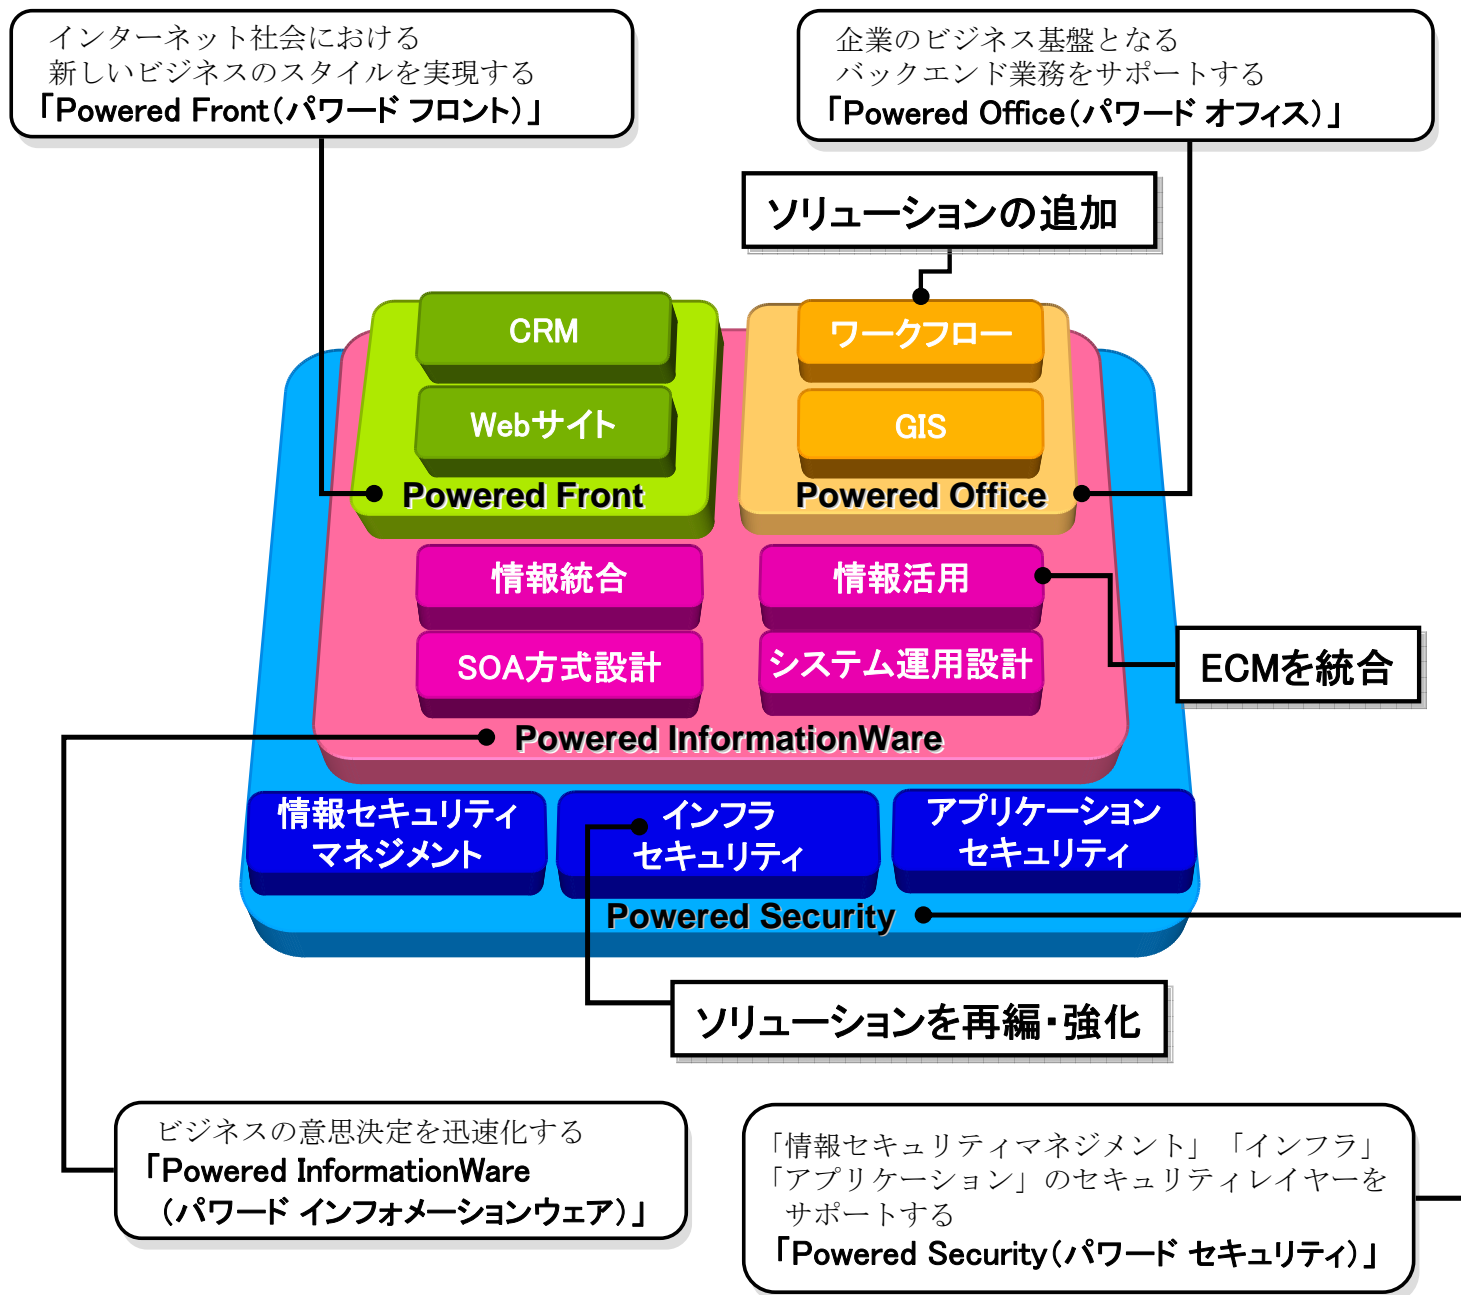 インターネット社会における
新しいビジネスのスタイルを実現する
「Powered Front(パワード フロント)」
企業のビジネス基盤となる
バックエンド業務をサポートする
「Powered Office(パワード オフィス)」
ソリューションの追加
CRM
Webサイト
Powered Front
ワークフロー
GIS
Powered Office
情報統合
情報活用
SOA方式設計
システム運用設計
ECMを統合
Powered InformationWare
情報セキュリティ
マネジメント
インフラ
セキュリティ
アプリケーション
セキュリティ
Powered Security
ソリューションを再編・強化
ビジネスの意思決定を迅速化する
「Powered InformationWare
(パワード インフォメーションウェア)」
「情報セキュリティマネジメント」「インフラ」
「アプリケーション」のセキュリティレイヤーを
サポートする
「Powered Security(パワード セキュリティ)」